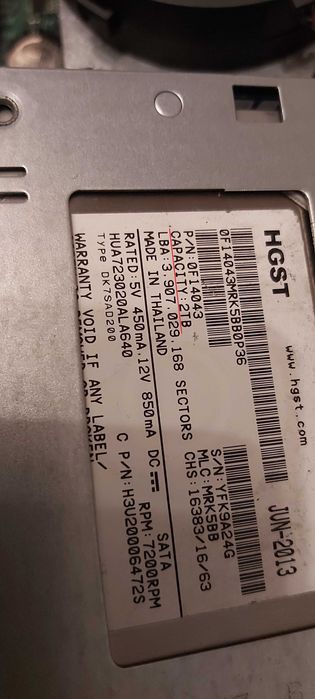 HGST www.hgst.com JUN-2013
0F14043MRK5BB0P36
S/N:YFK9A24G
P/N:0F14043 MLC:MRK5BB
CAPACITY:2TB CHS:16383/16/63
LBA:3,907,029,168 SECTORS
MADE IN THAILAND SATA
RATED:5V 450mA,12V 850mA DC RPM:7200RPM
HUA723020ALA640 C P/N:H3U20006472S
Type DK7SAD200
WARRANTY VOID IF ANY LABEL/